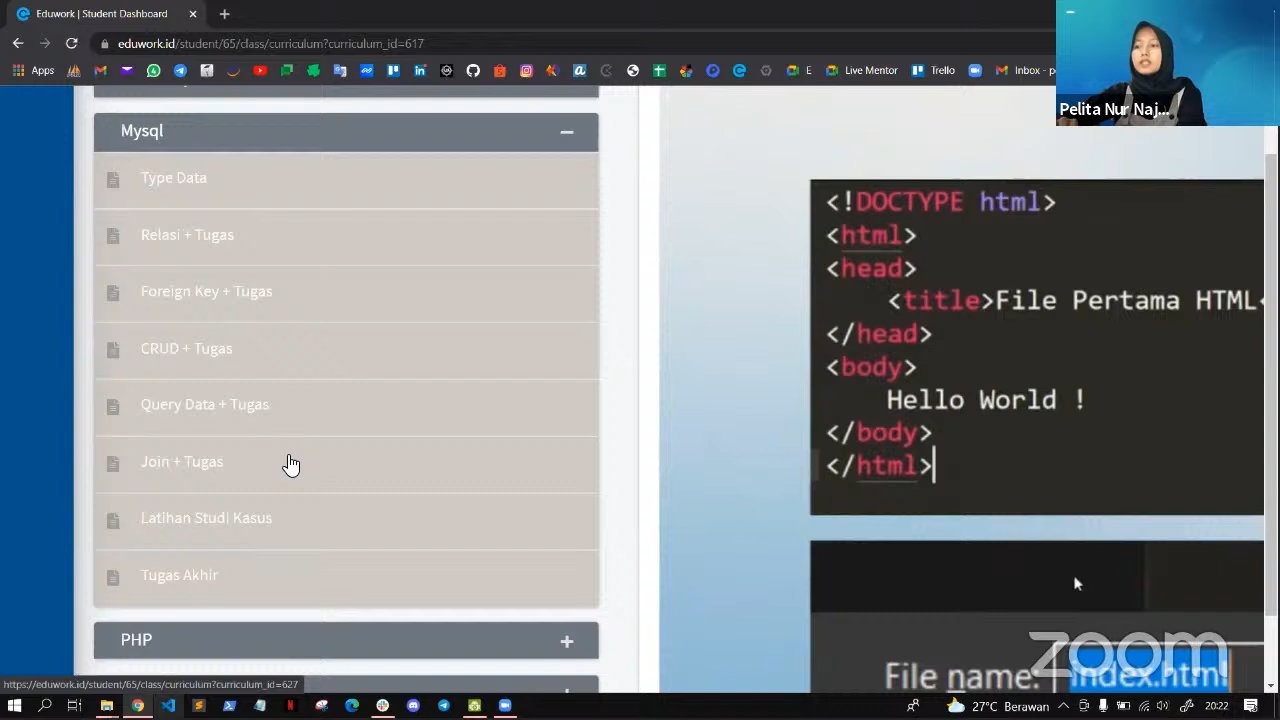 Eduwork | Student Dashboard
eduwork.id/student/65/class/curriculum?curriculum_id=617
Apps
E
Live Mentor
Trello
Inbox - p
Pelita Nur Naj...
Mysql
Type Data
Relasi + Tugas
Foreign Key + Tugas
CRUD + Tugas
Query Data + Tugas
Join + Tugas
Latihan Studi Kasus
Tugas Akhir
PHP
<!DOCTYPE html>
<html>
<head>
<title>File Pertama HTML<
</head>
<body>
Hello World !
</body>
</html>
File name: index.html
zoom
https://eduwork.id/student/65/class/curriculum?curriculum_id=627
27°C Berawan
20:22